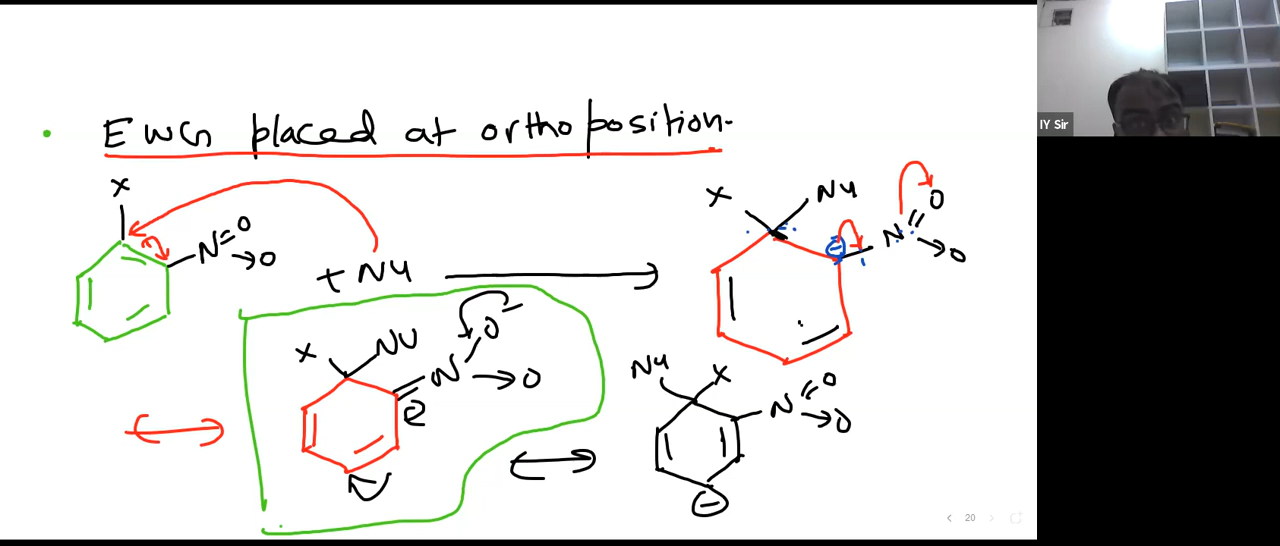 EWG placed at ortho position.
IY Sir
X
N=O
→O
+ Nu
X
Nu
N=O
→O
X
Nu
N
O⁻
→O
Nu
X
N=O
→O
⊖
20